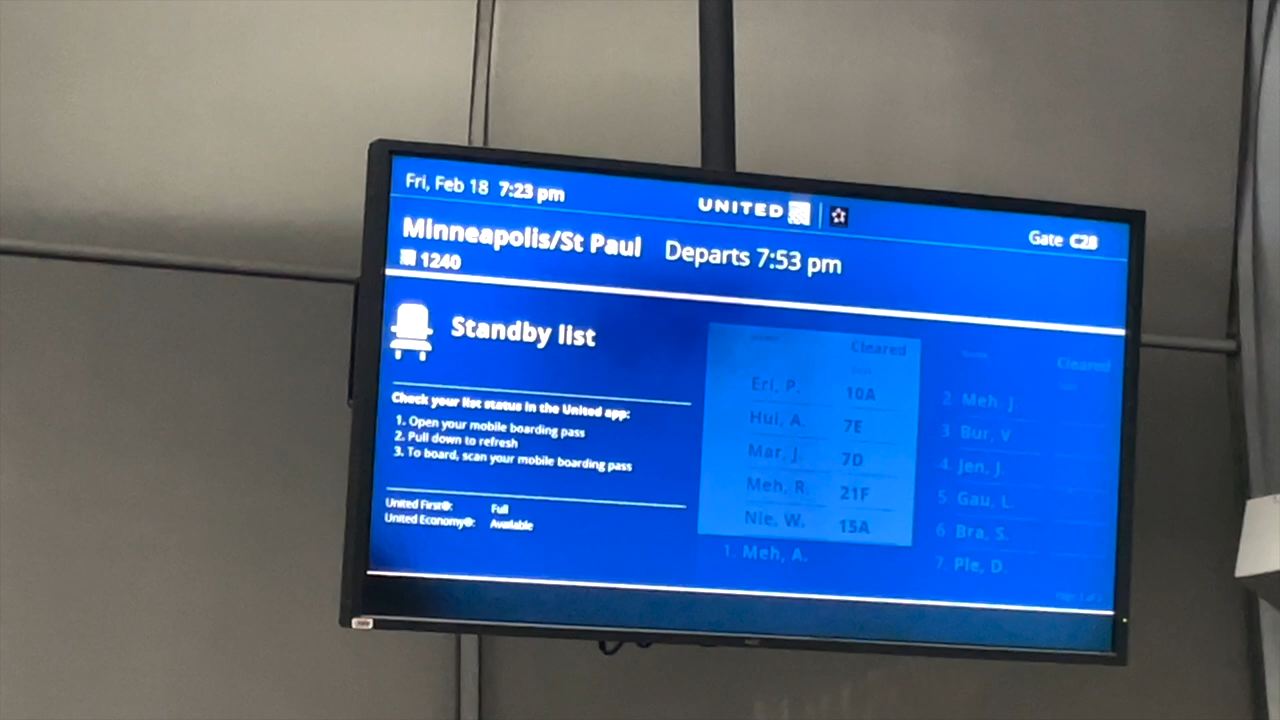 Fri, Feb 18 7:23 pm
UNITED
Gate C28
Minneapolis/St Paul Departs 7:53 pm
1240
Standby list
Check your list status in the United app:
1. Open your mobile boarding pass
2. Pull down to refresh
3. To board, scan your mobile boarding pass
United First®: Full
United Economy®: Available
Cleared
Eri, P. 10A
Hui, A. 7E
Mar, J. 7D
Meh, R. 21F
Nie, W. 15A
1. Meh, A.
Cleared
2 Meh, J.
3 Bur, V
4. Jen, J.
5 Gau, L.
6 Bra, S.
7. Ple, D.